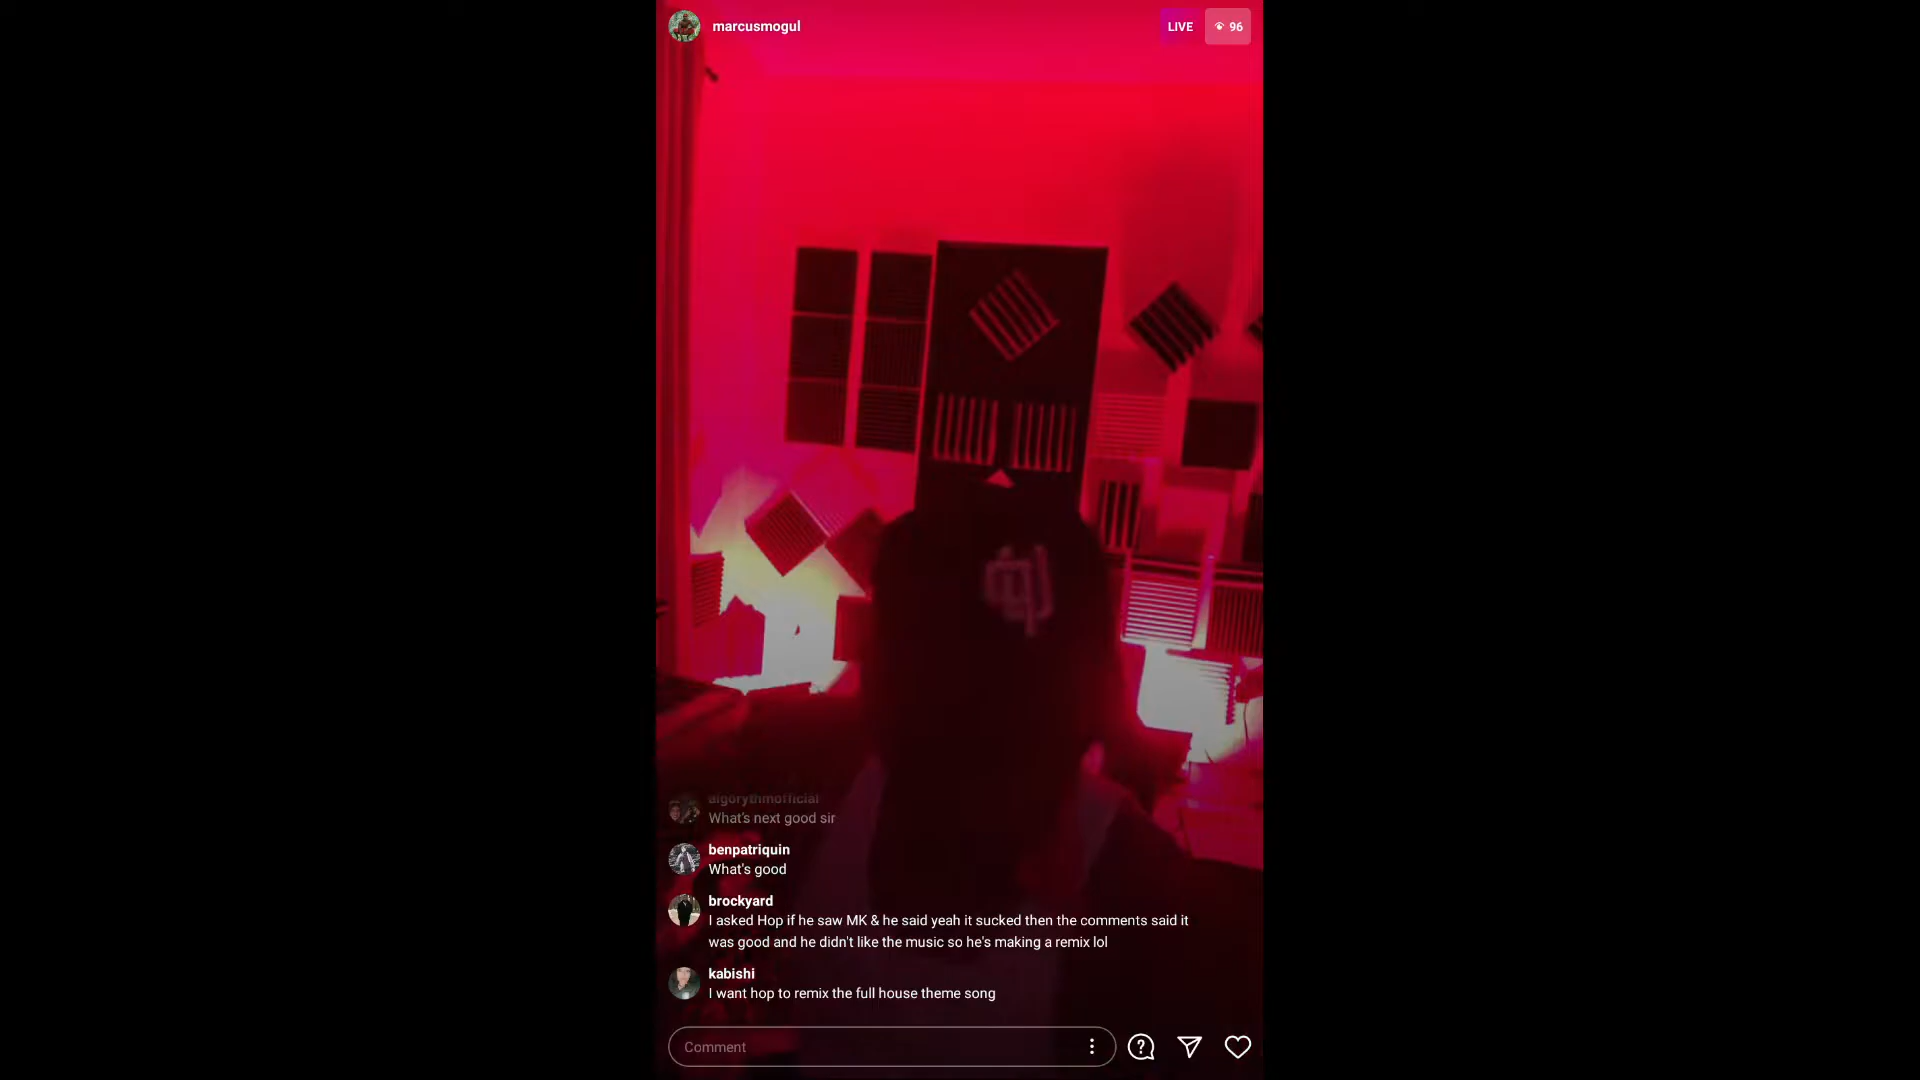 marcusmogul
LIVE
96
algorythmofficial
What's next good sir
benpatriquin
What's good
brockyard
I asked Hop if he saw MK & he said yeah it sucked then the comments said it
was good and he didn't like the music so he's making a remix lol
kabishi
I want hop to remix the full house theme song
Comment